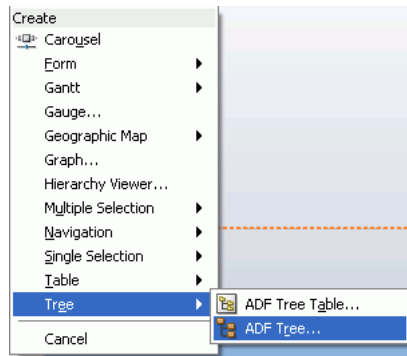 Create
Carousel
Form
Gantt
Gauge...
Geographic Map
Graph...
Hierarchy Viewer...
Multiple Selection
Navigation
Single Selection
Table
Tree
ADF Tree Table...
ADF Tree...
Cancel